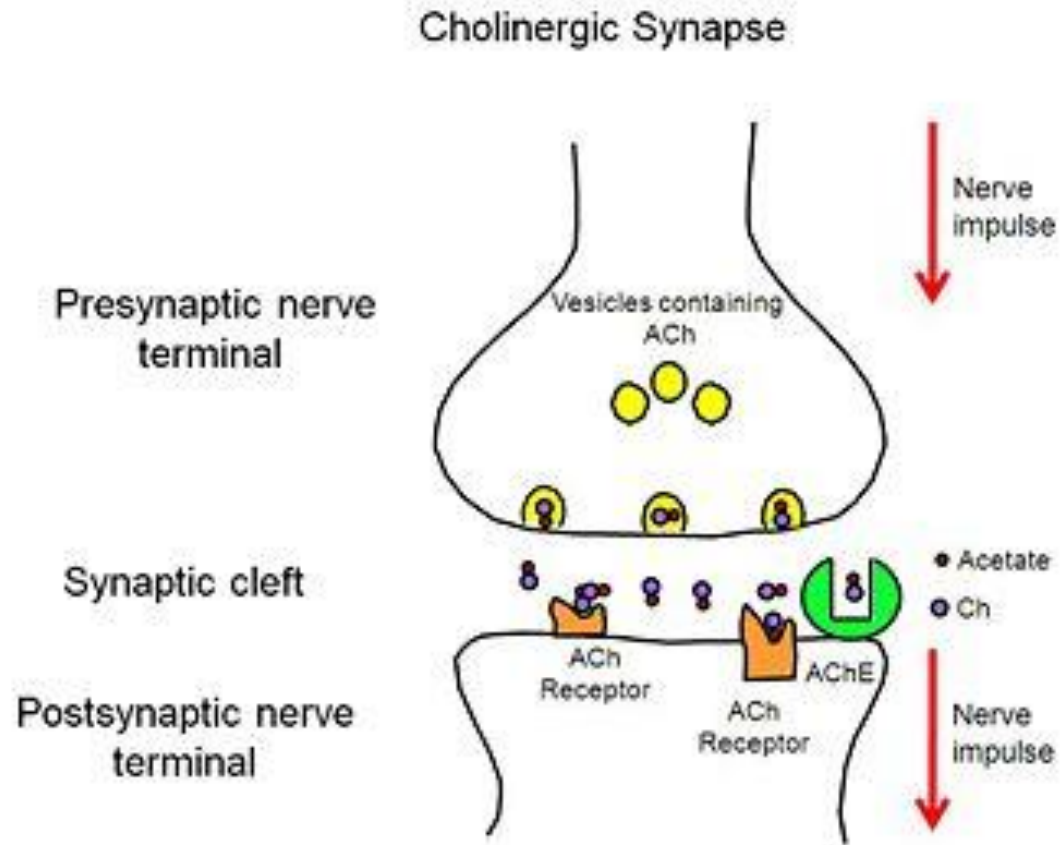 Cholinergic Synapse
Nerve
impulse
Presynaptic nerve
terminal
Vesicles containing
ACh
Synaptic cleft
Acetate
Ch
ACh
Receptor
AChE
ACh
Receptor
Postsynaptic nerve
terminal
Nerve
impulse